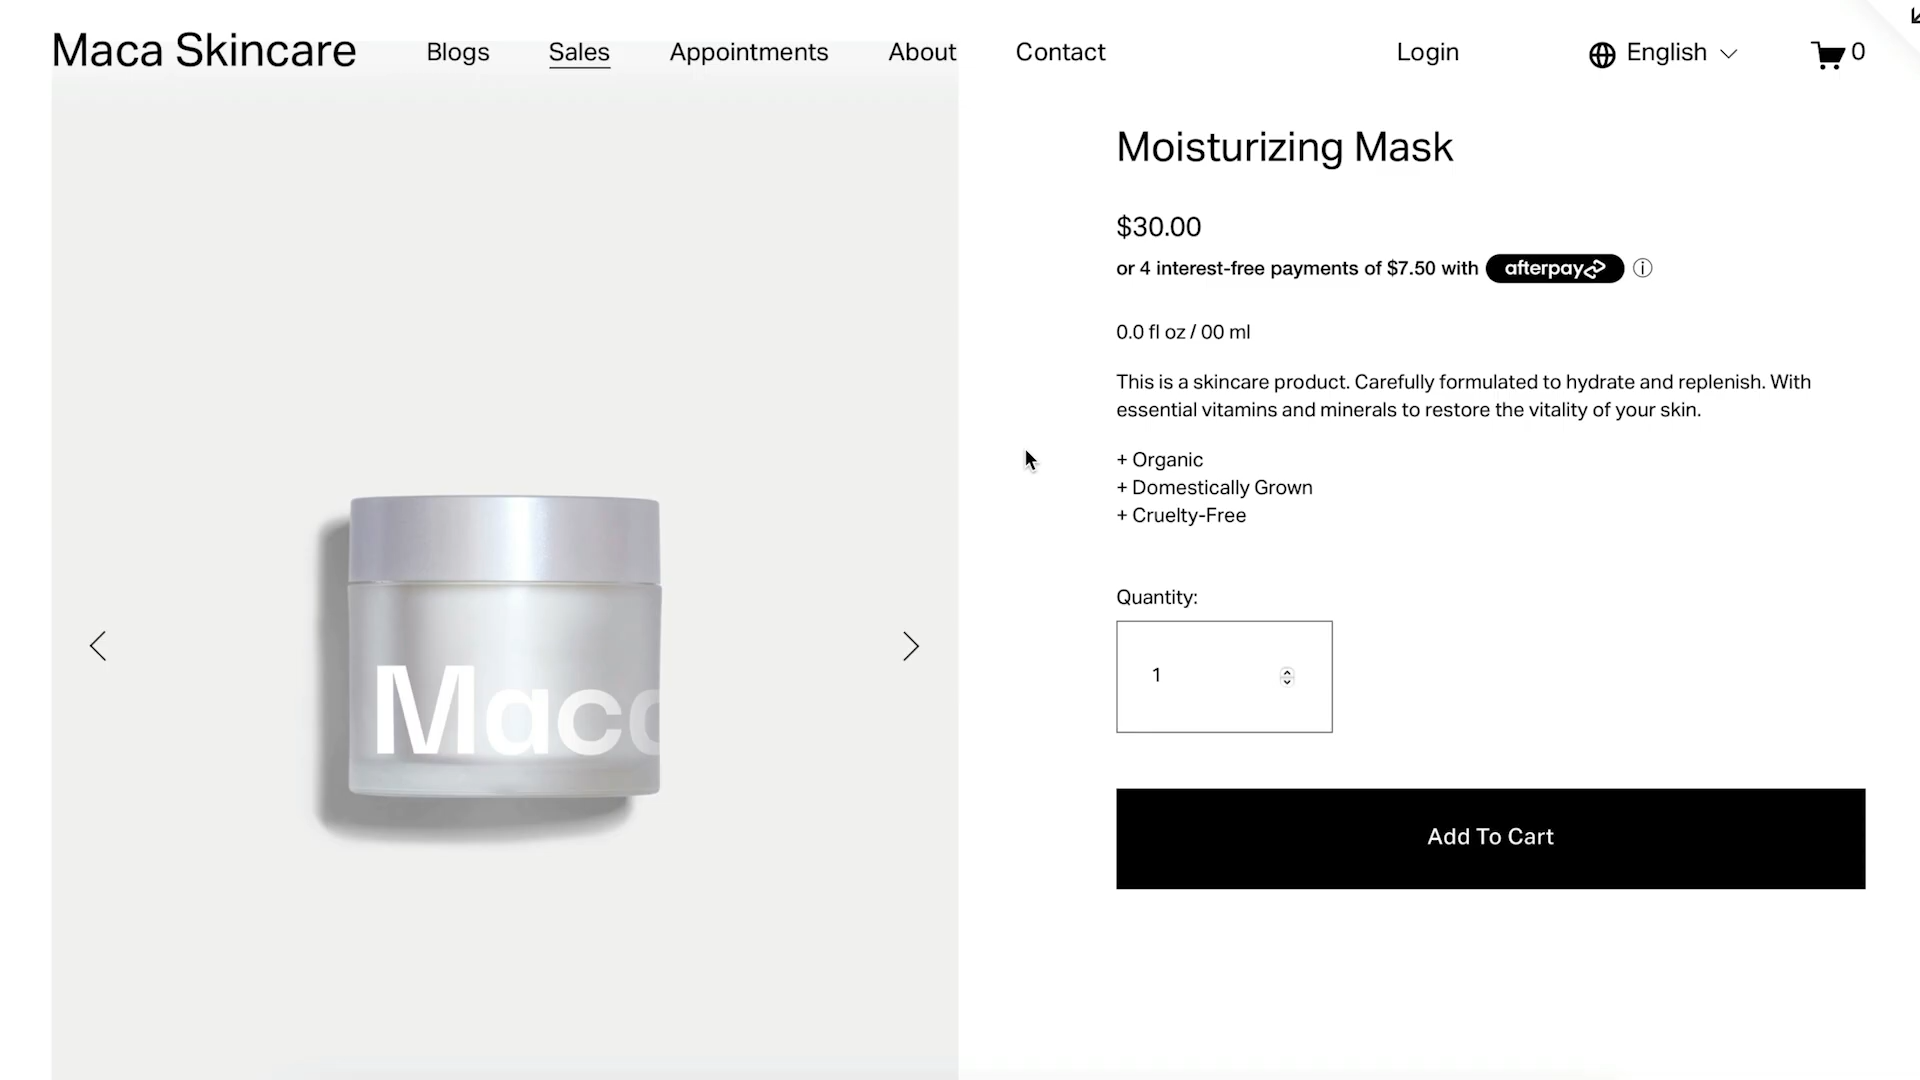 Maca Skincare Blogs Sales Appointments About Contact Login English 0
Moisturizing Mask
$30.00
or 4 interest-free payments of $7.50 with afterpay
0.0 fl oz / 00 ml
This is a skincare product. Carefully formulated to hydrate and replenish. With
essential vitamins and minerals to restore the vitality of your skin.
+ Organic
+ Domestically Grown
+ Cruelty-Free
Quantity:
1
Add To Cart
Maca